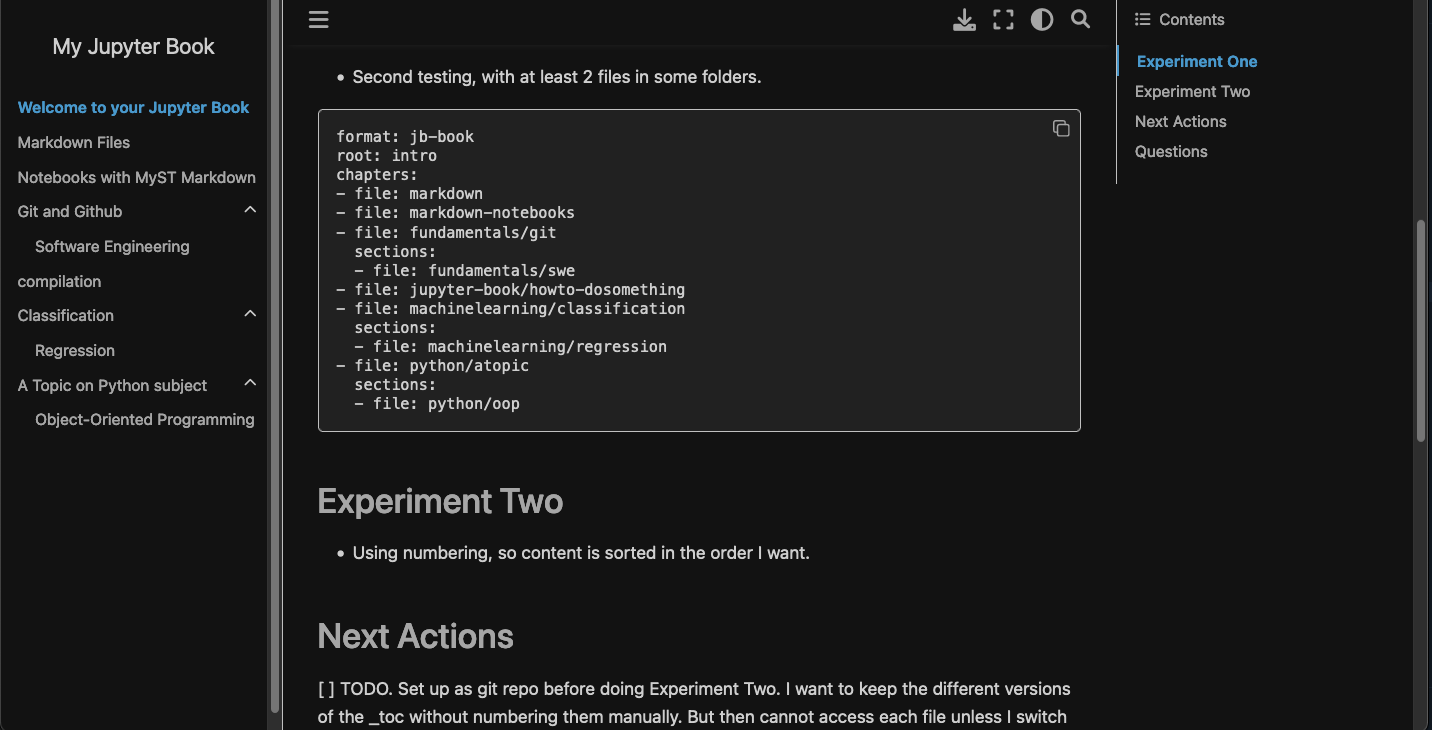 My Jupyter Book
Welcome to your Jupyter Book
Markdown Files
Notebooks with MyST Markdown
Git and Github
Software Engineering
compilation
Classification
Regression
A Topic on Python subject
Object-Oriented Programming
• Second testing, with at least 2 files in some folders.
format: jb-book
root: intro
chapters:
- file: markdown
- file: markdown-notebooks
- file: fundamentals/git
  sections:
  - file: fundamentals/swe
- file: jupyter-book/howto-dosomething
- file: machinelearning/classification
  sections:
  - file: machinelearning/regression
- file: python/atopic
  sections:
  - file: python/oop
Experiment Two
• Using numbering, so content is sorted in the order I want.
Next Actions
[ ] TODO. Set up as git repo before doing Experiment Two. I want to keep the different versions
of the _toc without numbering them manually. But then cannot access each file unless I switch
Contents
Experiment One
Experiment Two
Next Actions
Questions